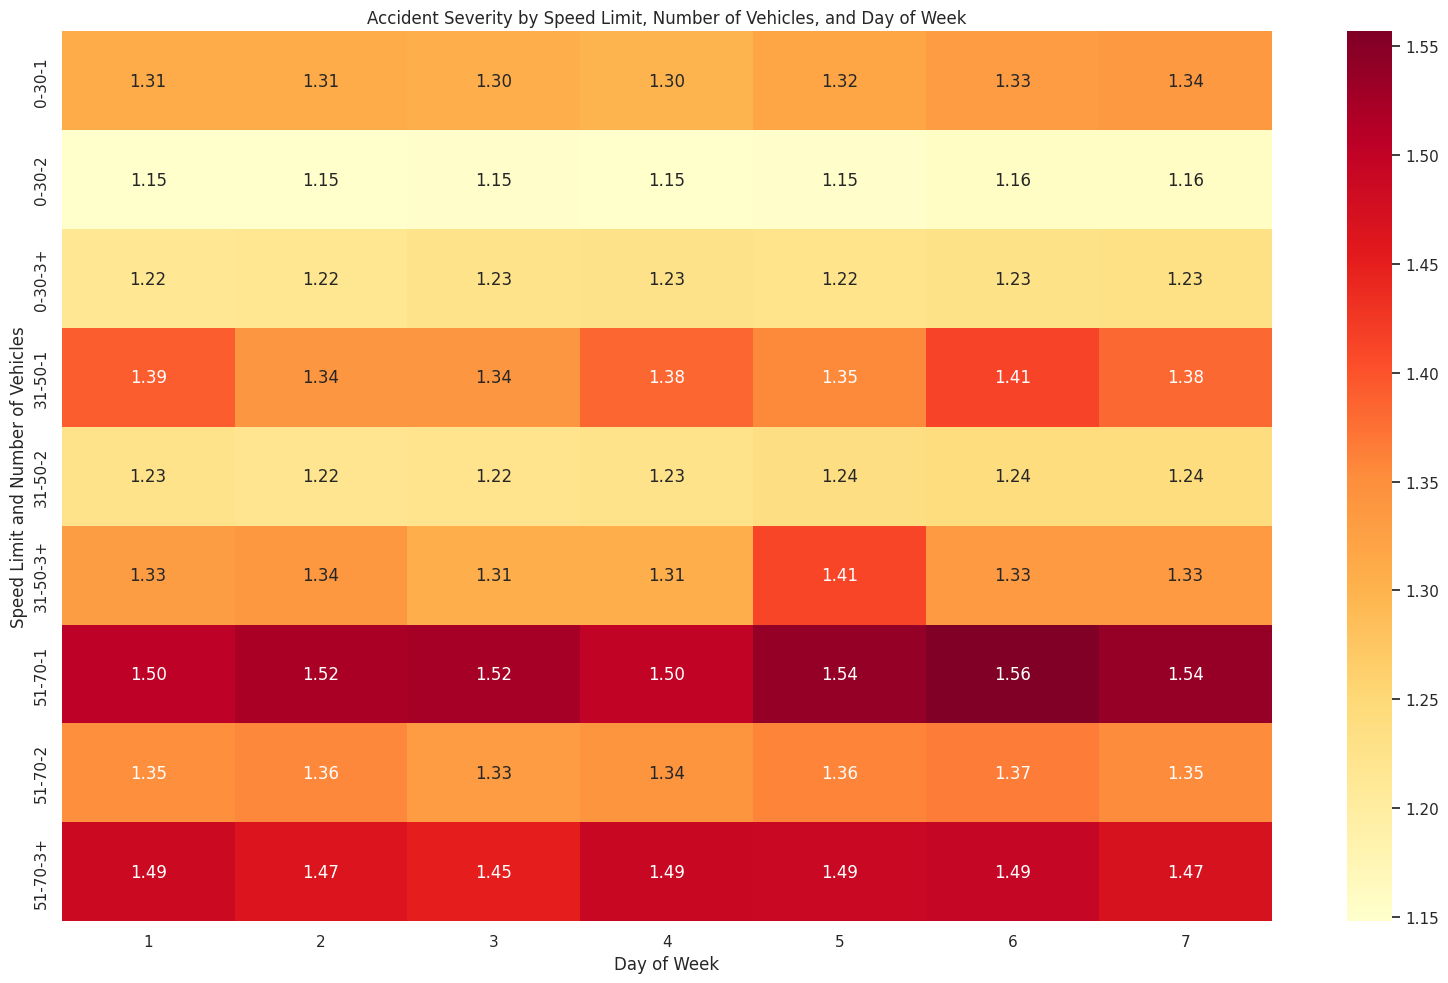 Accident Severity by Speed Limit, Number of Vehicles, and Day of Week
Speed Limit and Number of Vehicles
0-30-1 1.31 1.31 1.30 1.30 1.32 1.33 1.34
0-30-2 1.15 1.15 1.15 1.15 1.15 1.16 1.16
0-30-3+ 1.22 1.22 1.23 1.23 1.22 1.23 1.23
31-50-1 1.39 1.34 1.34 1.38 1.35 1.41 1.38
31-50-2 1.23 1.22 1.22 1.23 1.24 1.24 1.24
31-50-3+ 1.33 1.34 1.31 1.31 1.41 1.33 1.33
51-70-1 1.50 1.52 1.52 1.50 1.54 1.56 1.54
51-70-2 1.35 1.36 1.33 1.34 1.36 1.37 1.35
51-70-3+ 1.49 1.47 1.45 1.49 1.49 1.49 1.47
1 2 3 4 5 6 7
Day of Week
1.55
1.50
1.45
1.40
1.35
1.30
1.25
1.20
1.15